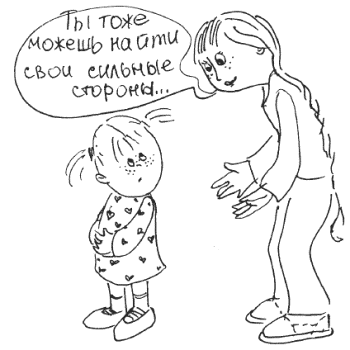 Ты тоже
можешь найти
свои сильные
стороны...